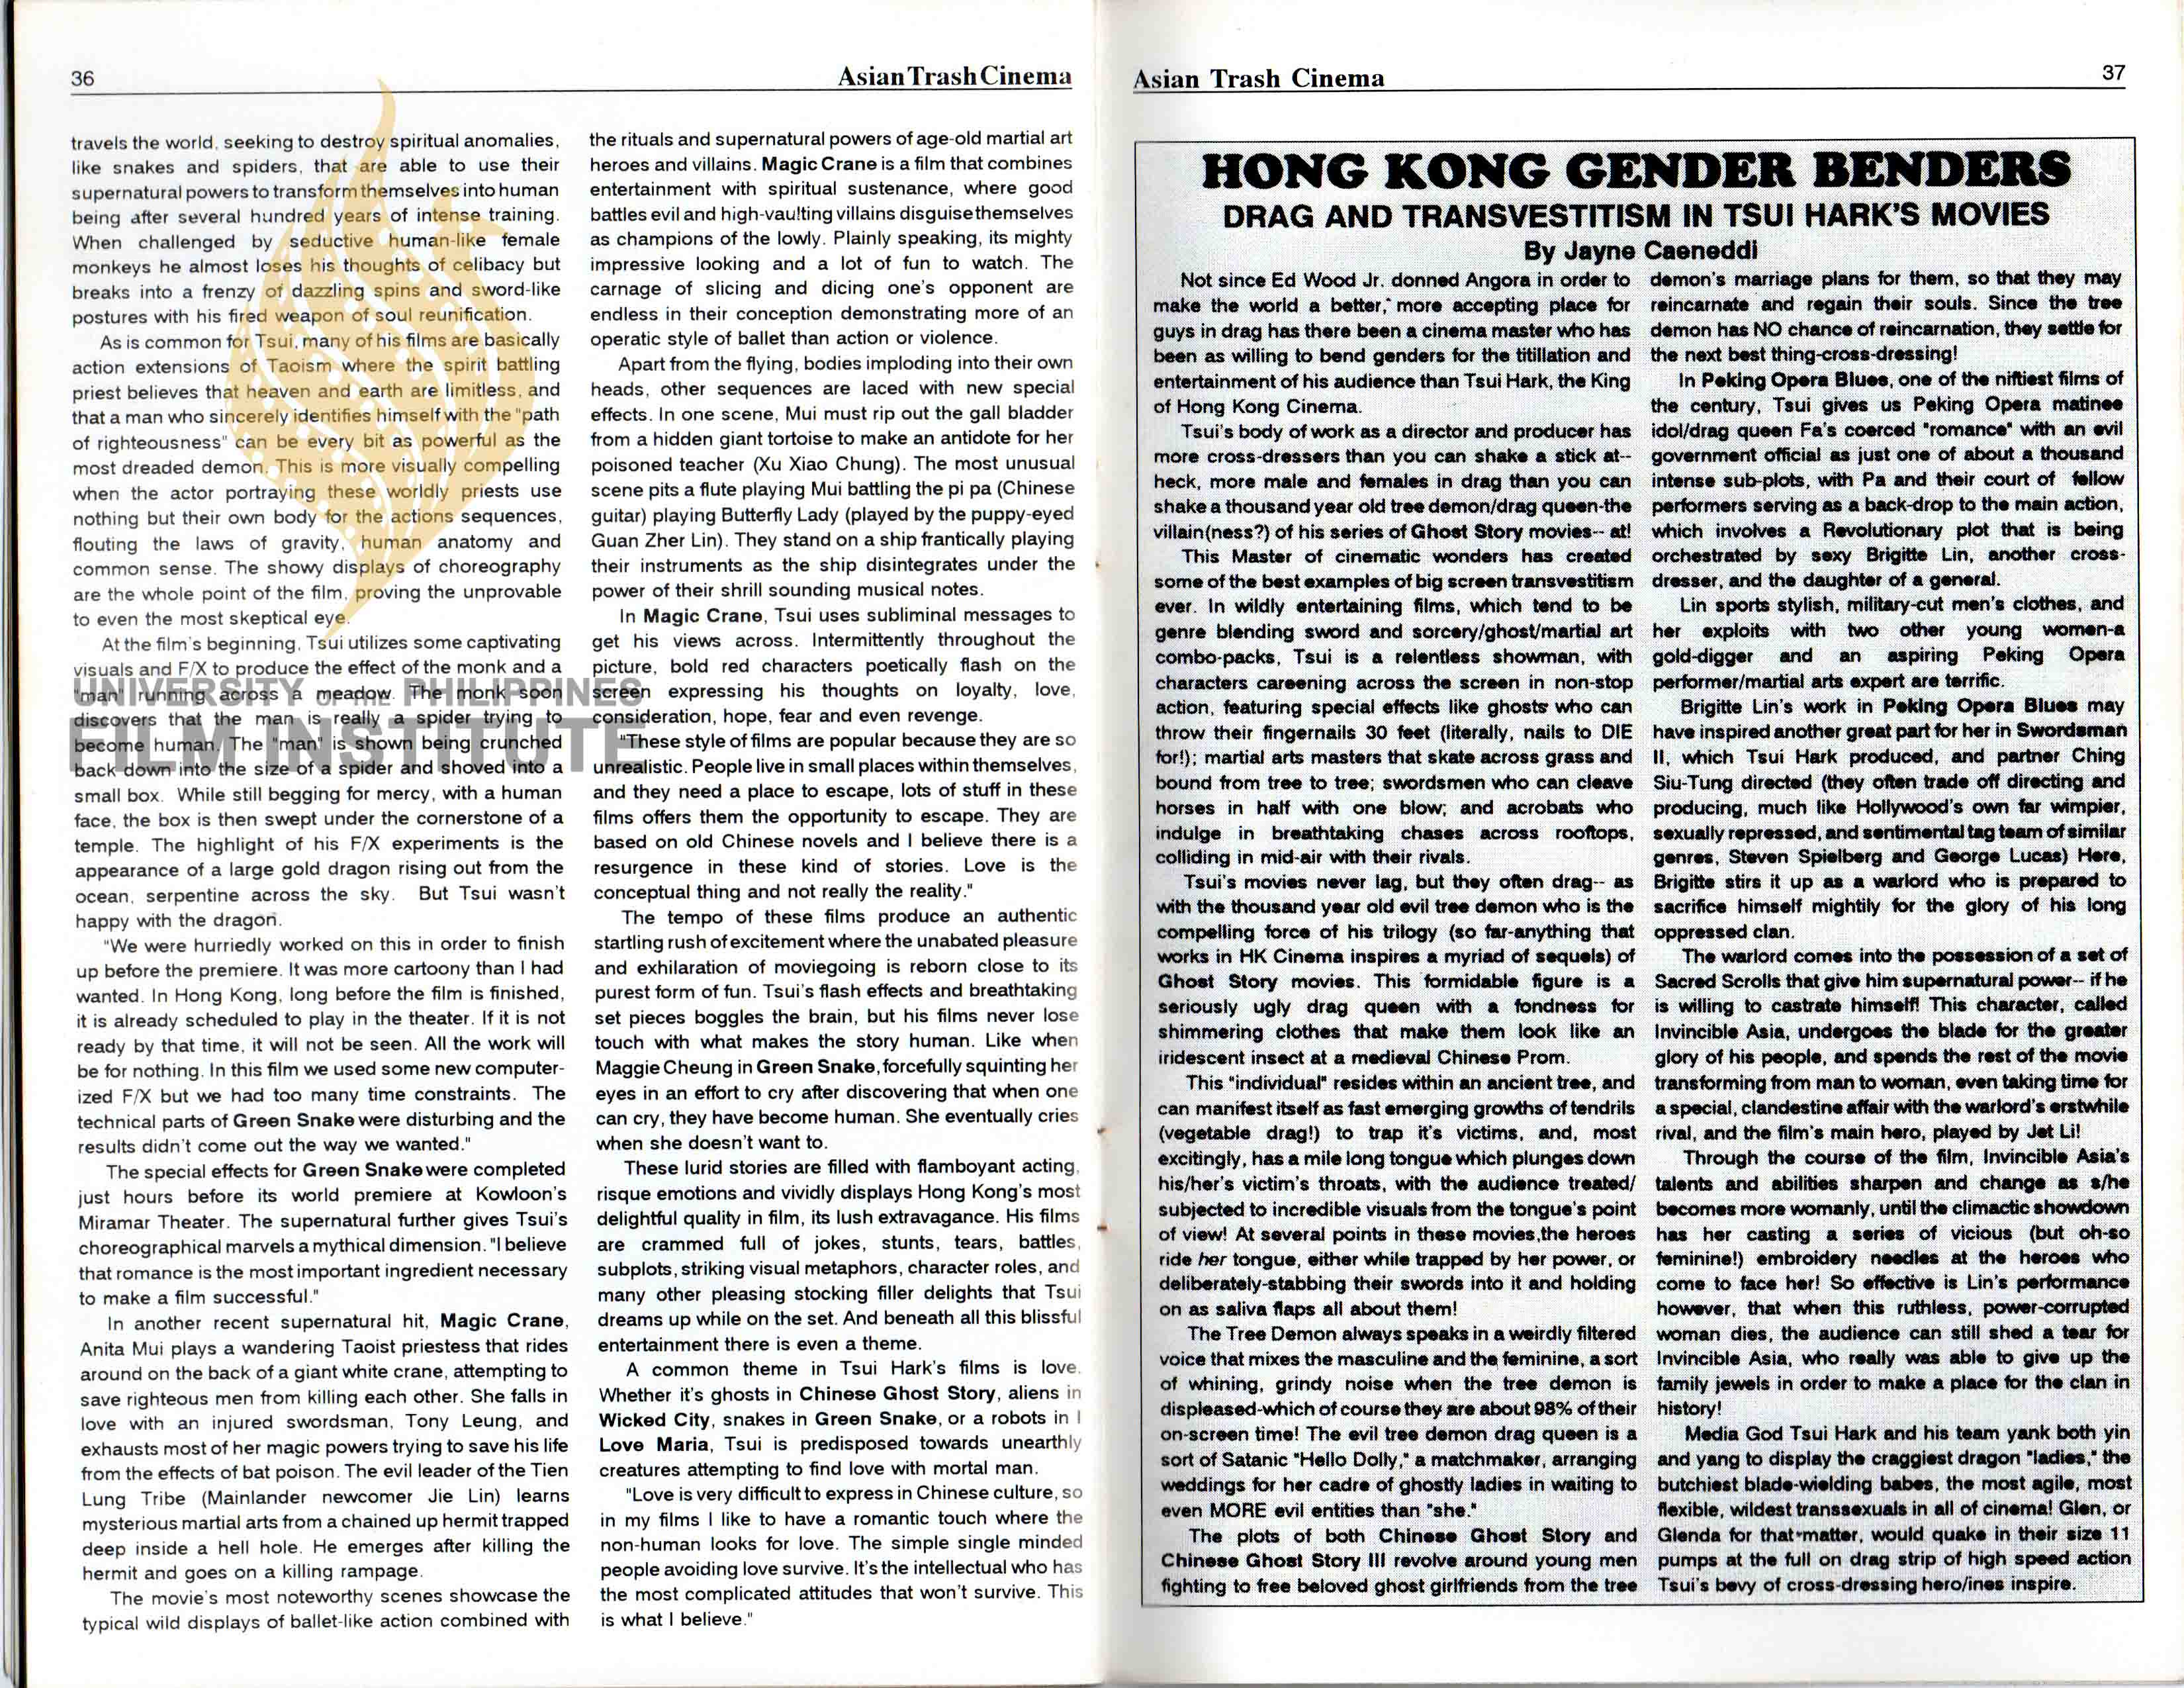 36
AsianTrashCinema
travels the world, seeking to destroy spiritual anomalies,
like snakes and spiders, that are able to use their
supernatural powers to transform themselves into human
being after several hundred years of intense training.
When challenged by seductive human-like female
monkeys he almost loses his thoughts of celibacy but
breaks into a frenzy of dazzling spins and sword-like
postures with his fired weapon of soul reunification.
As is common for Tsui, many of his films are basically
action extensions of Taoism where the spirit battling
priest believes that heaven and earth are limitless, and
that a man who sincerely identifies himself with the "path
of righteousness" can be every bit as powerful as the
most dreaded demon. This is more visually compelling
when the actor portraying these worldly priests use
nothing but their own body for the actions sequences,
flouting the laws of gravity, human anatomy and
common sense. The showy displays of choreography
are the whole point of the film, proving the unprovable
to even the most skeptical eye.
At the film's beginning, Tsui utilizes some captivating
visuals and F/X to produce the effect of the monk and a
"man" running across a meadow. The monk soon
discovers that the man is really a spider trying to
become human. The "man" is shown being crunched
back down into the size of a spider and shoved into a
small box. While still begging for mercy, with a human
face, the box is then swept under the cornerstone of a
temple. The highlight of his F/X experiments is the
appearance of a large gold dragon rising out from the
ocean, serpentine across the sky. But Tsui wasn't
happy with the dragon.
"We were hurriedly worked on this in order to finish
up before the premiere. It was more cartoony than I had
wanted. In Hong Kong, long before the film is finished,
it is already scheduled to play in the theater. If it is not
ready by that time, it will not be seen. All the work will
be for nothing. In this film we used some new computer-
ized F/X but we had too many time constraints. The
technical parts of Green Snake were disturbing and the
results didn't come out the way we wanted."
The special effects for Green Snake were completed
just hours before its world premiere at Kowloon's
Miramar Theater. The supernatural further gives Tsui's
choreographical marvels a mythical dimension. "I believe
that romance is the most important ingredient necessary
to make a film successful."
In another recent supernatural hit, Magic Crane,
Anita Mui plays a wandering Taoist priestess that rides
around on the back of a giant white crane, attempting to
save righteous men from killing each other. She falls in
love with an injured swordsman, Tony Leung, and
exhausts most of her magic powers trying to save his life
from the effects of bat poison. The evil leader of the Tien
Lung Tribe (Mainlander newcomer Jie Lin) learns
mysterious martial arts from a chained up hermit trapped
deep inside a hell hole. He emerges after killing the
hermit and goes on a killing rampage.
The movie's most noteworthy scenes showcase the
typical wild displays of ballet-like action combined with
the rituals and supernatural powers of age-old martial art
heroes and villains. Magic Crane is a film that combines
entertainment with spiritual sustenance, where good
battles evil and high-vaulting villains disguise themselves
as champions of the lowly. Plainly speaking, its mighty
impressive looking and a lot of fun to watch. The
carnage of slicing and dicing one's opponent are
endless in their conception demonstrating more of an
operatic style of ballet than action or violence.
Apart from the flying, bodies imploding into their own
heads, other sequences are laced with new special
effects. In one scene, Mui must rip out the gall bladder
from a hidden giant tortoise to make an antidote for her
poisoned teacher (Xu Xiao Chung). The most unusual
scene pits a flute playing Mui battling the pi pa (Chinese
guitar) playing Butterfly Lady (played by the puppy-eyed
Guan Zher Lin). They stand on a ship frantically playing
their instruments as the ship disintegrates under the
power of their shrill sounding musical notes.
In Magic Crane, Tsui uses subliminal messages to
get his views across. Intermittently throughout the
picture, bold red characters poetically flash on the
screen expressing his thoughts on loyalty, love,
consideration, hope, fear and even revenge.
"These style of films are popular because they are so
unrealistic. People live in small places within themselves,
and they need a place to escape, lots of stuff in these
films offers them the opportunity to escape. They are
based on old Chinese novels and I believe there is a
resurgence in these kind of stories. Love is the
conceptual thing and not really the reality."
The tempo of these films produce an authentic
startling rush of excitement where the unabated pleasure
and exhilaration of moviegoing is reborn close to its
purest form of fun. Tsui's flash effects and breathtaking
set pieces boggles the brain, but his films never lose
touch with what makes the story human. Like when
Maggie Cheung in Green Snake, forcefully squinting her
eyes in an effort to cry after discovering that when one
can cry, they have become human. She eventually cries
when she doesn't want to.
These lurid stories are filled with flamboyant acting,
risque emotions and vividly displays Hong Kong's most
delightful quality in film, its lush extravagance. His films
are crammed full of jokes, stunts, tears, battles,
subplots, striking visual metaphors, character roles, and
many other pleasing stocking filler delights that Tsui
dreams up while on the set. And beneath all this blissful
entertainment there is even a theme.
A common theme in Tsui Hark's films is love.
Whether it's ghosts in Chinese Ghost Story, aliens in
Wicked City, snakes in Green Snake, or a robots in I
Love Maria, Tsui is predisposed towards unearthly
creatures attempting to find love with mortal man.
"Love is very difficult to express in Chinese culture, so
in my films I like to have a romantic touch where the
non-human looks for love. The simple single minded
people avoiding love survive. It's the intellectual who has
the most complicated attitudes that won't survive. This
is what I believe."
UNIVERSITY OF THE PHILIPPINES
FILM INSTITUTE
Asian Trash Cinema
37
HONG KONG GENDER BENDERS
DRAG AND TRANSVESTITISM IN TSUI HARK'S MOVIES
By Jayne Caeneddi
Not since Ed Wood Jr. donned Angora in order to
make the world a better, more accepting place for
guys in drag has there been a cinema master who has
been as willing to bend genders for the titillation and
entertainment of his audience than Tsui Hark, the King
of Hong Kong Cinema.
Tsui's body of work as a director and producer has
more cross-dressers than you can shake a stick at--
heck, more male and females in drag than you can
shake a thousand year old tree demon/drag queen-the
villain(ness?) of his series of Ghost Story movies-- at!
This Master of cinematic wonders has created
some of the best examples of big screen transvestitism
ever. In wildly entertaining films, which tend to be
genre blending sword and sorcery/ghost/martial art
combo-packs, Tsui is a relentless showman, with
characters careening across the screen in non-stop
action, featuring special effects like ghosts who can
throw their fingernails 30 feet (literally, nails to DIE
for!); martial arts masters that skate across grass and
bound from tree to tree; swordsmen who can cleave
horses in half with one blow; and acrobats who
indulge in breathtaking chases across rooftops,
colliding in mid-air with their rivals.
Tsui's movies never lag, but they often drag-- as
with the thousand year old evil tree demon who is the
compelling force of his trilogy (so far-anything that
works in HK Cinema inspires a myriad of sequels) of
Ghost Story movies. This formidable figure is a
seriously ugly drag queen with a fondness for
shimmering clothes that make them look like an
iridescent insect at a medieval Chinese Prom.
This "individual" resides within an ancient tree, and
can manifest itself as fast emerging growths of tendrils
(vegetable drag!) to trap it's victims, and, most
excitingly, has a mile long tongue which plunges down
his/her's victim's throats, with the audience treated/
subjected to incredible visuals from the tongue's point
of view! At several points in these movies,the heroes
ride her tongue, either while trapped by her power, or
deliberately-stabbing their swords into it and holding
on as saliva flaps all about them!
The Tree Demon always speaks in a weirdly filtered
voice that mixes the masculine and the feminine, a sort
of whining, grindy noise when the tree demon is
displeased-which of course they are about 98% of their
on-screen time! The evil tree demon drag queen is a
sort of Satanic "Hello Dolly," a matchmaker, arranging
weddings for her cadre of ghostly ladies in waiting to
even MORE evil entities than "she."
The plots of both Chinese Ghost Story and
Chinese Ghost Story III revolve around young men
fighting to free beloved ghost girlfriends from the tree
demon's marriage plans for them, so that they may
reincarnate and regain their souls. Since the tree
demon has NO chance of reincarnation, they settle for
the next best thing-cross-dressing!
In Peking Opera Blues, one of the niftiest films of
the century, Tsui gives us Peking Opera matinee
idol/drag queen Fa's coerced "romance" with an evil
government official as just one of about a thousand
intense sub-plots, with Pa and their court of fellow
performers serving as a back-drop to the main action,
which involves a Revolutionary plot that is being
orchestrated by sexy Brigitte Lin, another cross-
dresser, and the daughter of a general.
Lin sports stylish, military-cut men's clothes, and
her exploits with two other young women-a
gold-digger and an aspiring Peking Opera
performer/martial arts expert are terrific.
Brigitte Lin's work in Peking Opera Blues may
have inspired another great part for her in Swordsman
II, which Tsui Hark produced, and partner Ching
Siu-Tung directed (they often trade off directing and
producing, much like Hollywood's own far wimpier,
sexually repressed, and sentimental tag team of similar
genres, Steven Spielberg and George Lucas) Here,
Brigitte stirs it up as a warlord who is prepared to
sacrifice himself mightily for the glory of his long
oppressed clan.
The warlord comes into the possession of a set of
Sacred Scrolls that give him supernatural power-- if he
is willing to castrate himself! This character, called
Invincible Asia, undergoes the blade for the greater
glory of his people, and spends the rest of the movie
transforming from man to woman, even taking time for
a special, clandestine affair with the warlord's erstwhile
rival, and the film's main hero, played by Jet Li!
Through the course of the film, Invincible Asia's
talents and abilities sharpen and change as s/he
becomes more womanly, until the climactic showdown
has her casting a series of vicious (but oh-so
feminine!) embroidery needles at the heroes who
come to face her! So effective is Lin's performance
however, that when this ruthless, power-corrupted
woman dies, the audience can still shed a tear for
Invincible Asia, who really was able to give up the
family jewels in order to make a place for the clan in
history!
Media God Tsui Hark and his team yank both yin
and yang to display the craggiest dragon "ladies," the
butchiest blade-wielding babes, the most agile, most
flexible, wildest transsexuals in all of cinema! Glen, or
Glenda for that matter, would quake in their size 11
pumps at the full on drag strip of high speed action
Tsui's bevy of cross-dressing hero/ines inspire.